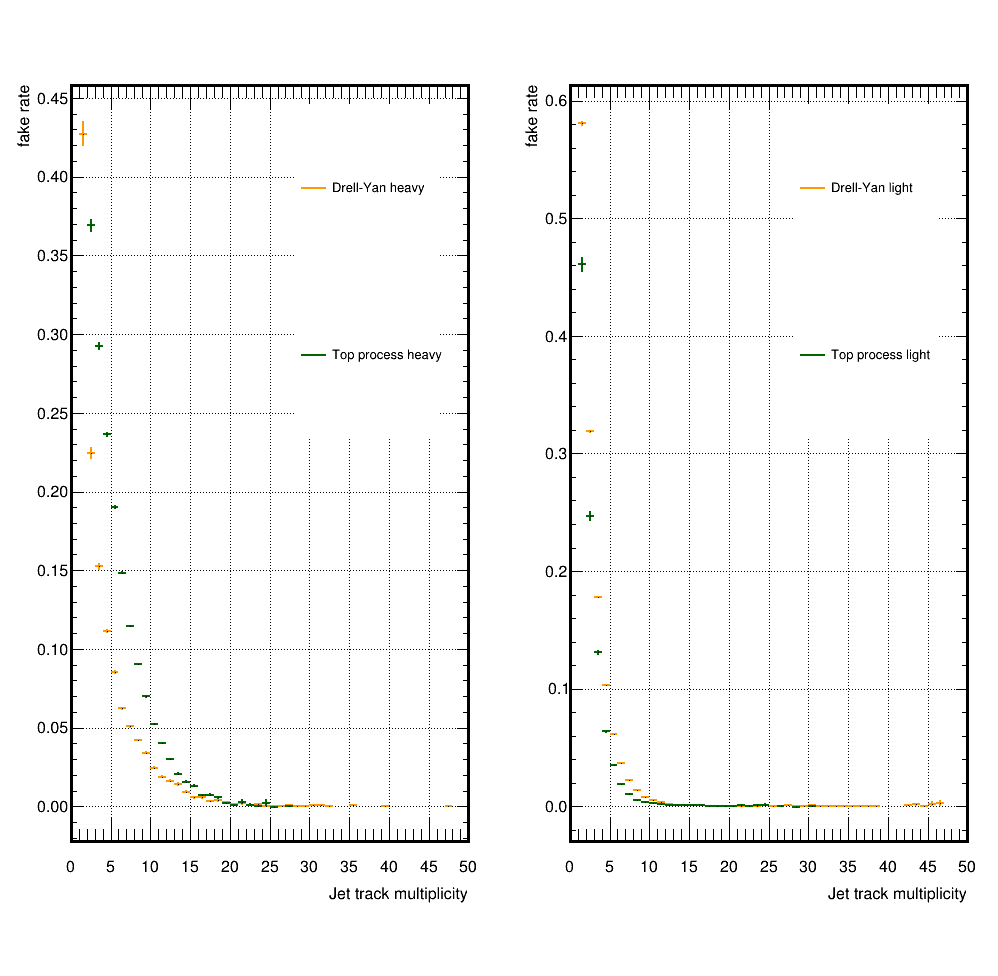 fake rate
0.45
0.40
0.35
0.30
0.25
0.20
0.15
0.10
0.05
0.00
Drell-Yan heavy
Top process heavy
0 5 10 15 20 25 30 35 40 45 50
Jet track multiplicity
fake rate
0.6
0.5
0.4
0.3
0.2
0.1
0.0
Drell-Yan light
Top process light
0 5 10 15 20 25 30 35 40 45 50
Jet track multiplicity